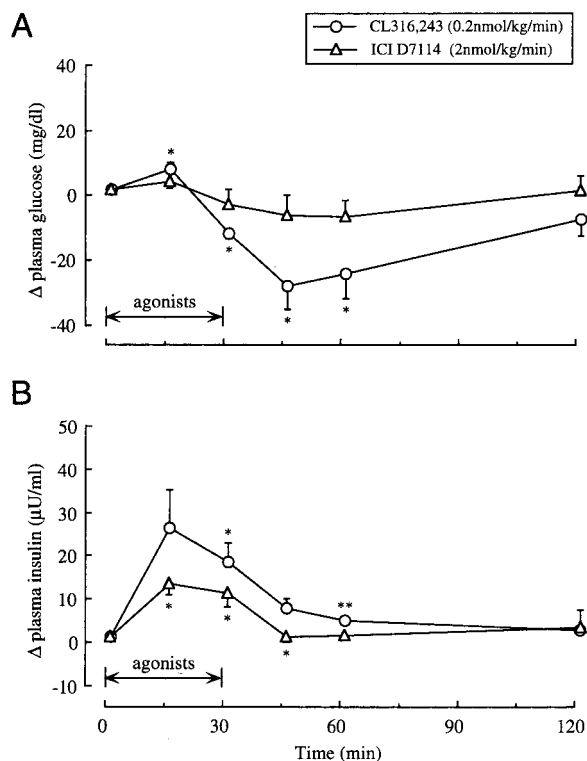 A
CL316,243 (0.2nmol/kg/min)
ICI D7114 (2nmol/kg/min)
Δ plasma glucose (mg/dl)
40
20
0
-20
-40
*
*
*
*
agonists
B
Δ plasma insulin (μU/ml)
50
40
30
20
10
0
-10
*
**
*
*
*
agonists
0
30
60
90
120
Time (min)